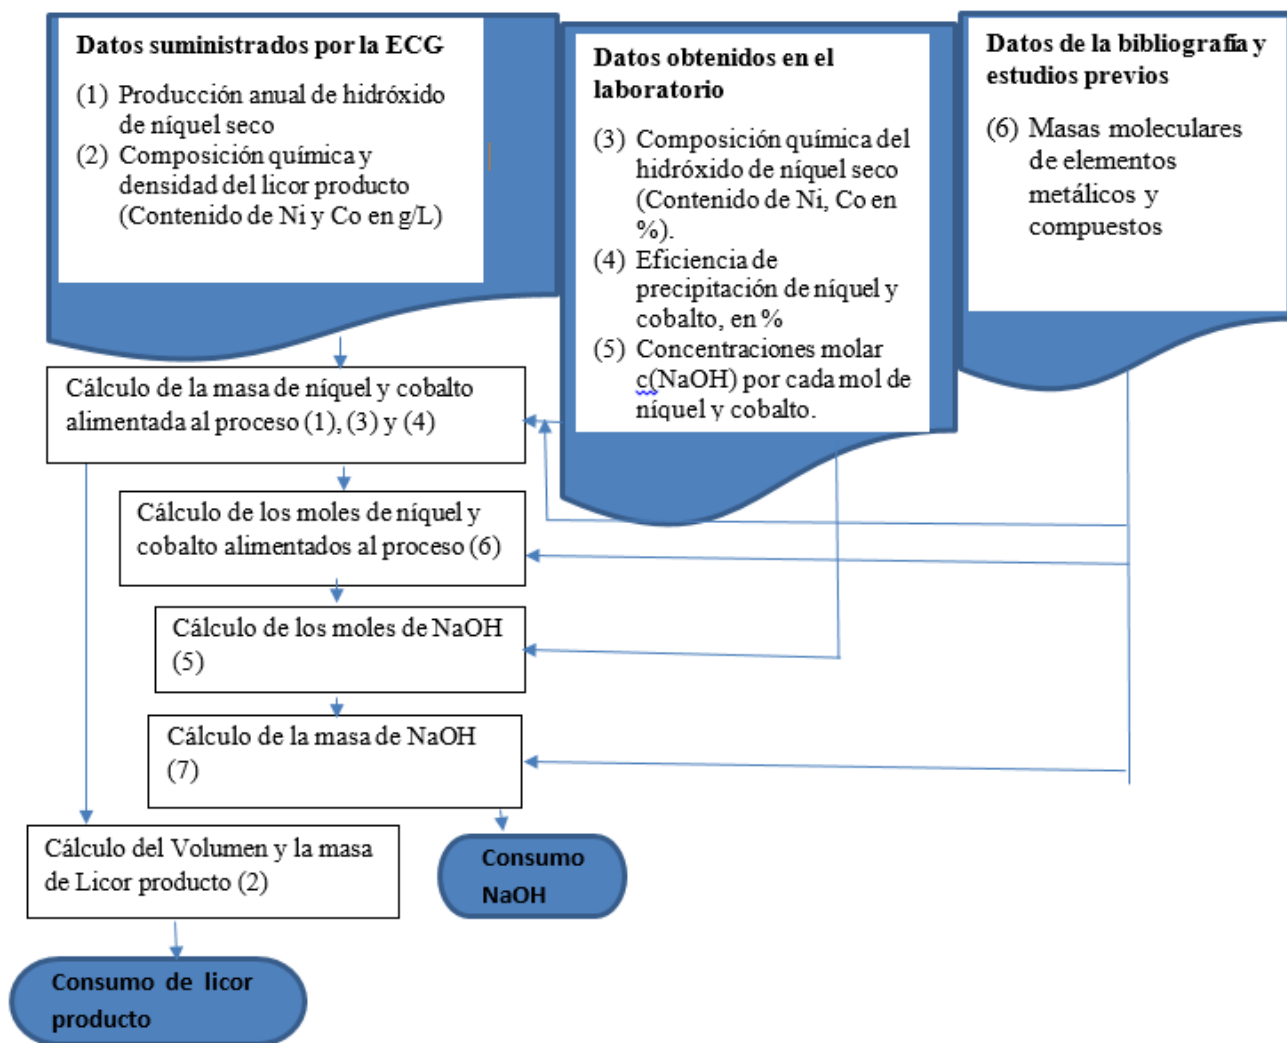 Datos suministrados por la ECG
(1) Producción anual de hidróxido
de níquel seco
(2) Composición química y
densidad del licor producto
(Contenido de Ni y Co en g/L)
Datos obtenidos en el
laboratorio
(3) Composición química del
hidróxido de níquel seco
(Contenido de Ni, Co en
%).
(4) Eficiencia de
precipitación de níquel y
cobalto, en %
(5) Concentraciones molar
c(NaOH) por cada mol de
níquel y cobalto.
Datos de la bibliografía y
estudios previos
(6) Masas moleculares
de elementos
metálicos y
compuestos
Cálculo de la masa de níquel y cobalto
alimentada al proceso (1), (3) y (4)
Cálculo de los moles de níquel y
cobalto alimentados al proceso (6)
Cálculo de los moles de NaOH
(5)
Cálculo de la masa de NaOH
(7)
Cálculo del Volumen y la masa
de Licor producto (2)
Consumo
NaOH
Consumo de licor
producto